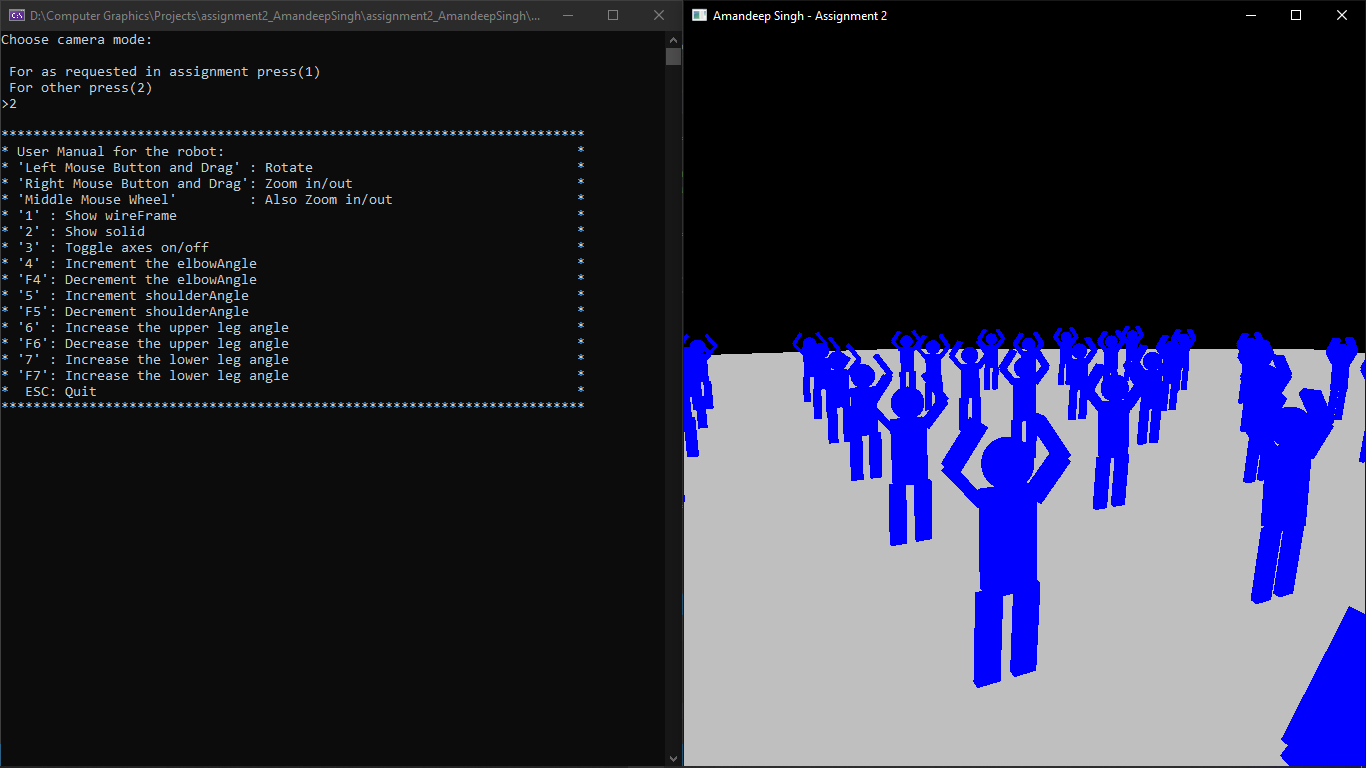 D:\Computer Graphics\Projects\assignment2_AmandeepSingh\assignment2_AmandeepSingh\...
Choose camera mode:
For as requested in assignment press(1)
For other press(2)
>2
*************************************************************************
* User Manual for the robot:                                            *
* 'Left Mouse Button and Drag' : Rotate                                 *
* 'Right Mouse Button and Drag': Zoom in/out                            *
* 'Middle Mouse Wheel'         : Also Zoom in/out                       *
* '1' : Show wireFrame                                                  *
* '2' : Show solid                                                      *
* '3' : Toggle axes on/off                                              *
* '4' : Increment the elbowAngle                                        *
* 'F4': Decrement the elbowAngle                                        *
* '5' : Increment shoulderAngle                                         *
* 'F5': Decrement shoulderAngle                                         *
* '6' : Increase the upper leg angle                                    *
* 'F6': Decrease the upper leg angle                                    *
* '7' : Increase the lower leg angle                                    *
* 'F7': Increase the lower leg angle                                    *
*  ESC: Quit                                                            *
*************************************************************************
Amandeep Singh - Assignment 2